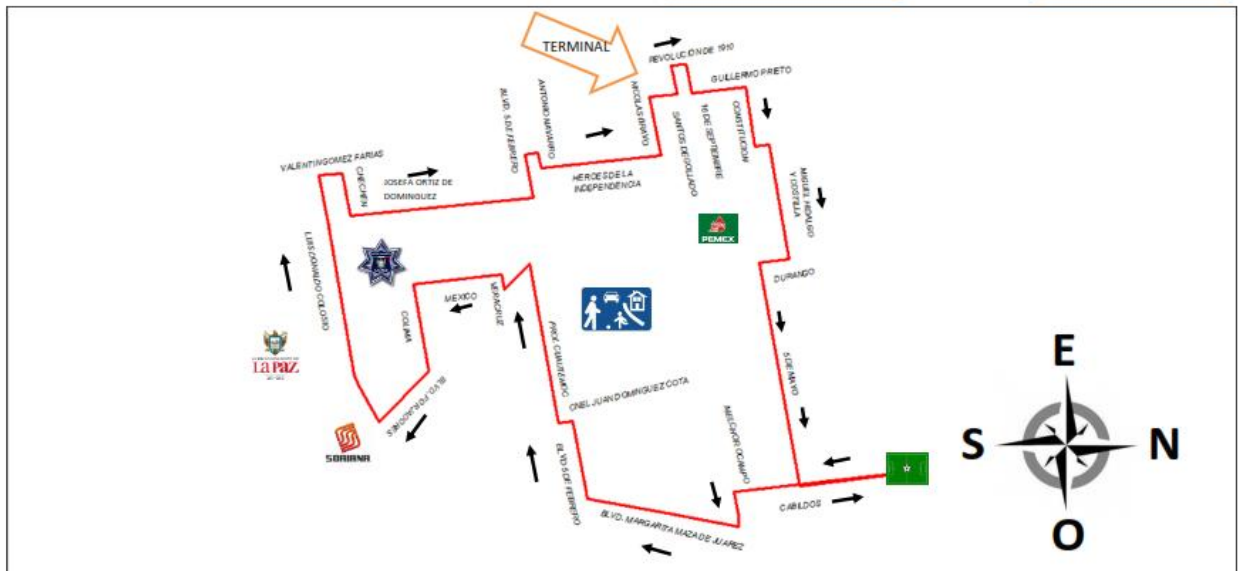 TERMINAL
REVOLUCION DE 1910
GUILLERMO PRIETO
NICOLAS BRAVO
ANTONIO NAVARRO
BLVD. 5 DE FEBRERO
SANTOS DEGOLLADO
16 DE SEPTIEMBRE
CONSTITUCION
VALENTIN GOMEZ FARIAS
CHECHEN
JOSEFA ORTIZ DE
DOMINGUEZ
HEROES DE LA
INDEPENDENCIA
MIGUEL HIDALGO
Y COSTILLA
PEMEX
DURANGO
LUIS DONALDO COLOSIO
COLIMA
MEXICO
VERACRUZ
PROF. CUAUTEMOC
5 DE MAYO
LA PAZ
BLVD. FORJADORES
CNEL JUAN DOMINGUEZ COTA
MELCHOR OCAMPO
SORIANA
BLVD 5 DE FEBRERO
CABILDOS
BLVD. MARGARITA MAZA DE JUAREZ
E
S
N
O